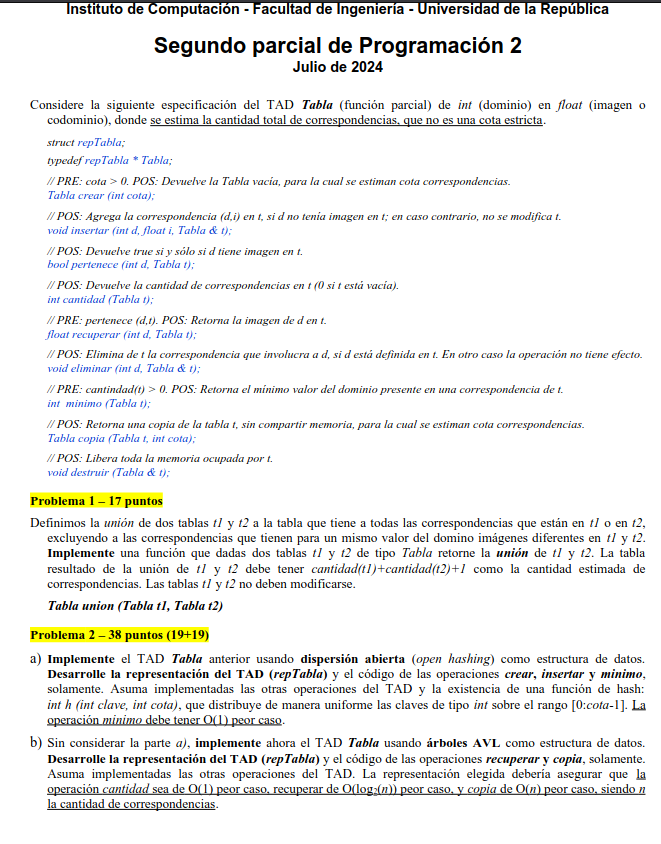 Instituto de Computación - Facultad de Ingeniería - Universidad de la República
Segundo parcial de Programación 2
Julio de 2024
Considere la siguiente especificación del TAD Tabla (función parcial) de int (dominio) en float (imagen o
codominio), donde se estima la cantidad total de correspondencias, que no es una cota estricta.
struct repTabla;
typedef repTabla * Tabla;
// PRE: cota > 0. POS: Devuelve la Tabla vacía, para la cual se estiman cota correspondencias.
Tabla crear (int cota);
// POS: Agrega la correspondencia (d,i) en t, si d no tenía imagen en t; en caso contrario, no se modifica t.
void insertar (int d, float i, Tabla & t);
// POS: Devuelve true si y sólo si d tiene imagen en t.
bool pertenece (int d, Tabla t);
// POS: Devuelve la cantidad de correspondencias en t (0 si t está vacía).
int cantidad (Tabla t);
// PRE: pertenece (d,t). POS: Retorna la imagen de d en t.
float recuperar (int d, Tabla t);
// POS: Elimina de t la correspondencia que involucra a d, si d está definida en t. En otro caso la operación no tiene efecto.
void eliminar (int d, Tabla & t);
// PRE: cantindad(t) > 0. POS: Retorna el mínimo valor del dominio presente en una correspondencia de t.
int minimo (Tabla t);
// POS: Retorna una copia de la tabla t, sin compartir memoria, para la cual se estiman cota correspondencias.
Tabla copia (Tabla t, int cota);
// POS: Libera toda la memoria ocupada por t.
void destruir (Tabla & t);
Problema 1 – 17 puntos
Definimos la unión de dos tablas t1 y t2 a la tabla que tiene a todas las correspondencias que están en t1 o en t2,
excluyendo a las correspondencias que tienen para un mismo valor del domino imágenes diferentes en t1 y t2.
Implemente una función que dadas dos tablas t1 y t2 de tipo Tabla retorne la unión de t1 y t2. La tabla
resultado de la unión de t1 y t2 debe tener cantidad(t1)+cantidad(t2)+1 como la cantidad estimada de
correspondencias. Las tablas t1 y t2 no deben modificarse.
Tabla union (Tabla t1, Tabla t2)
Problema 2 – 38 puntos (19+19)
a) Implemente el TAD Tabla anterior usando dispersión abierta (open hashing) como estructura de datos.
Desarrolle la representación del TAD (repTabla) y el código de las operaciones crear, insertar y minimo,
solamente. Asuma implementadas las otras operaciones del TAD y la existencia de una función de hash:
int h (int clave, int cota), que distribuye de manera uniforme las claves de tipo int sobre el rango [0:cota-1]. La
operación minimo debe tener O(1) peor caso.
b) Sin considerar la parte a), implemente ahora el TAD Tabla usando árboles AVL como estructura de datos.
Desarrolle la representación del TAD (repTabla) y el código de las operaciones recuperar y copia, solamente.
Asuma implementadas las otras operaciones del TAD. La representación elegida debería asegurar que la
operación cantidad sea de O(1) peor caso, recuperar de O(log2(n)) peor caso, y copia de O(n) peor caso, siendo n
la cantidad de correspondencias.